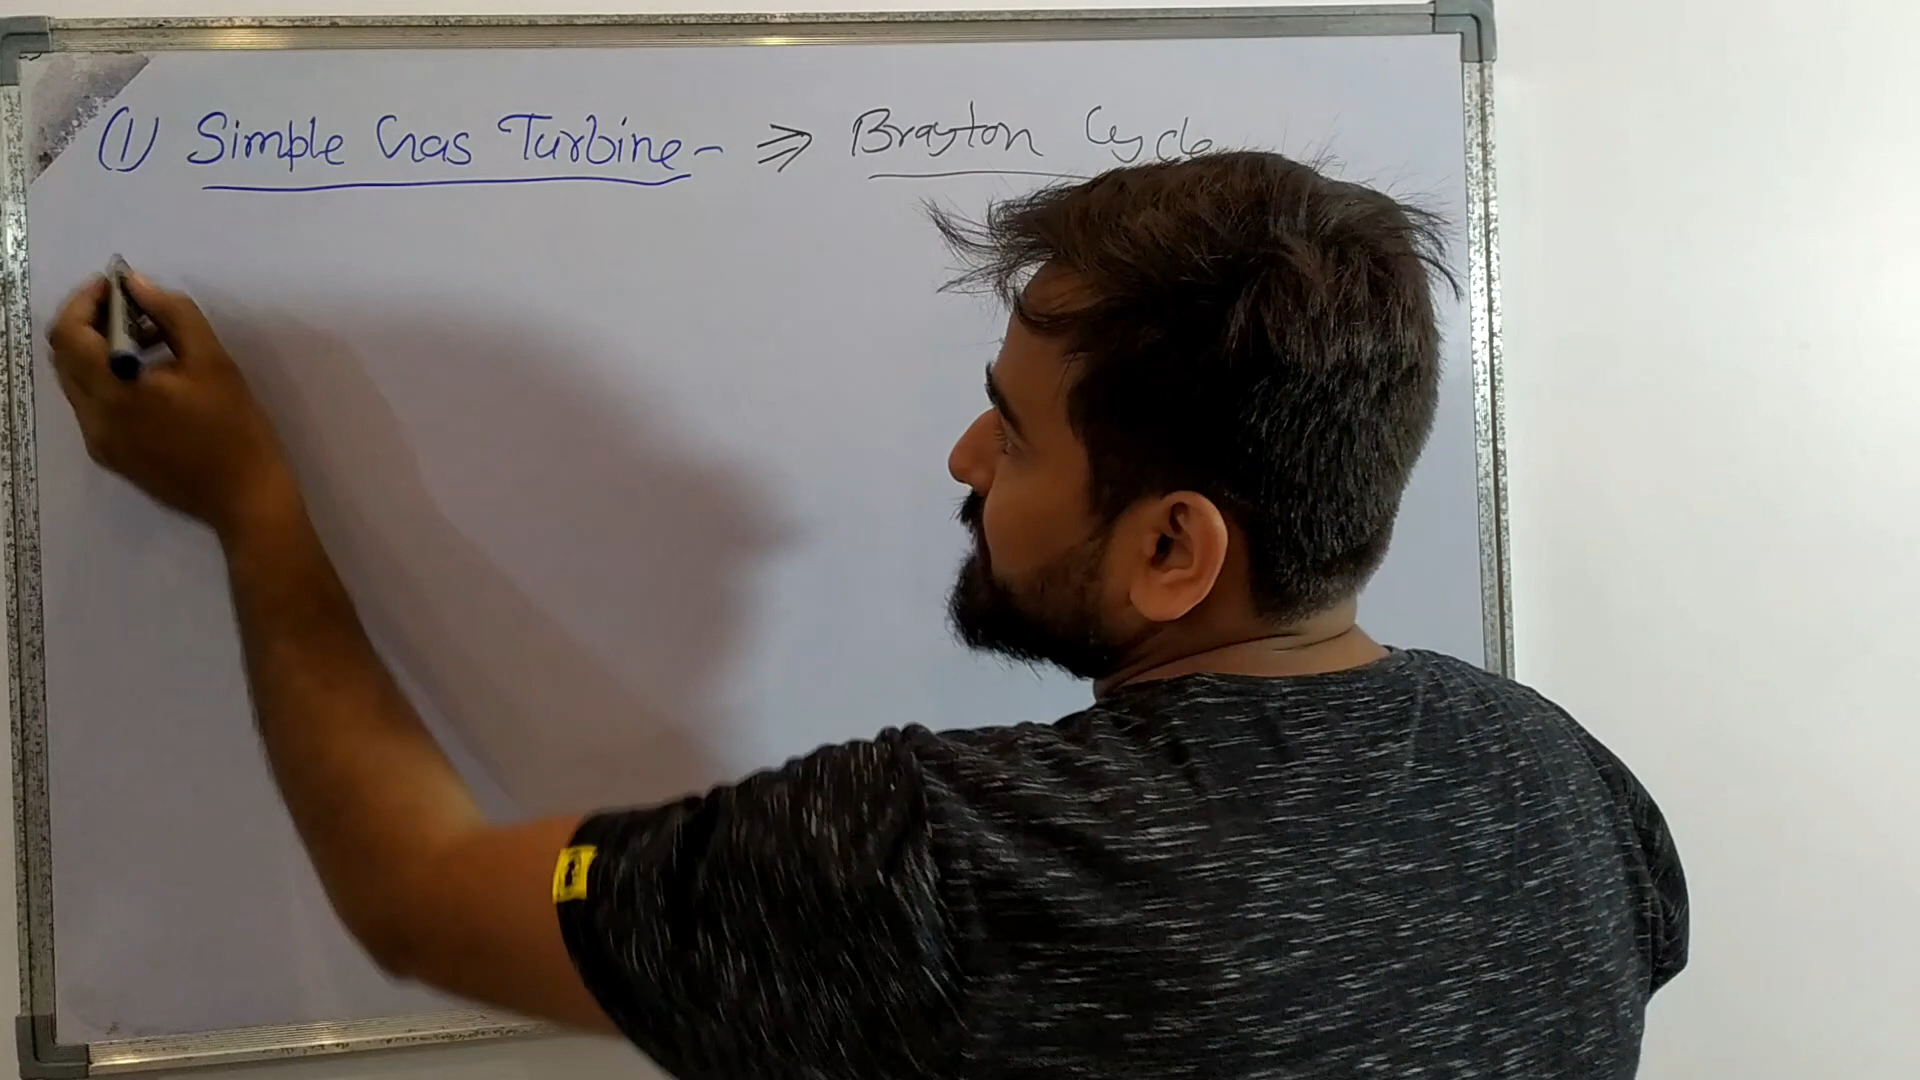 (1) Simple Gas Turbine- => Brayton Cycle